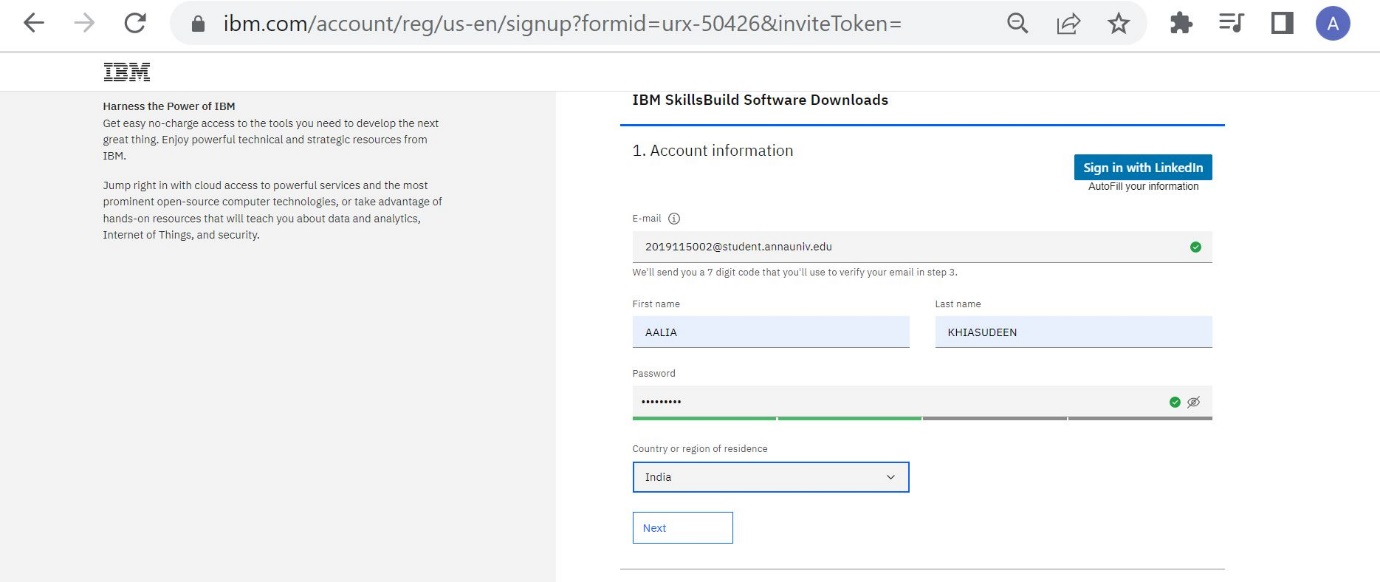 ibm.com/account/reg/us-en/signup?formid=urx-50426&inviteToken=
A
IBM
Harness the Power of IBM
Get easy no-charge access to the tools you need to develop the next
great thing. Enjoy powerful technical and strategic resources from
IBM.
Jump right in with cloud access to powerful services and the most
prominent open-source computer technologies, or take advantage of
hands-on resources that will teach you about data and analytics,
Internet of Things, and security.
IBM SkillsBuild Software Downloads
1. Account information
Sign in with LinkedIn
AutoFill your information
E-mail
2019115002@student.annauniv.edu
We'll send you a 7 digit code that you'll use to verify your email in step 3.
First name
Last name
AALIA
KHIASUDEEN
Password
•••••••••
Country or region of residence
India
Next